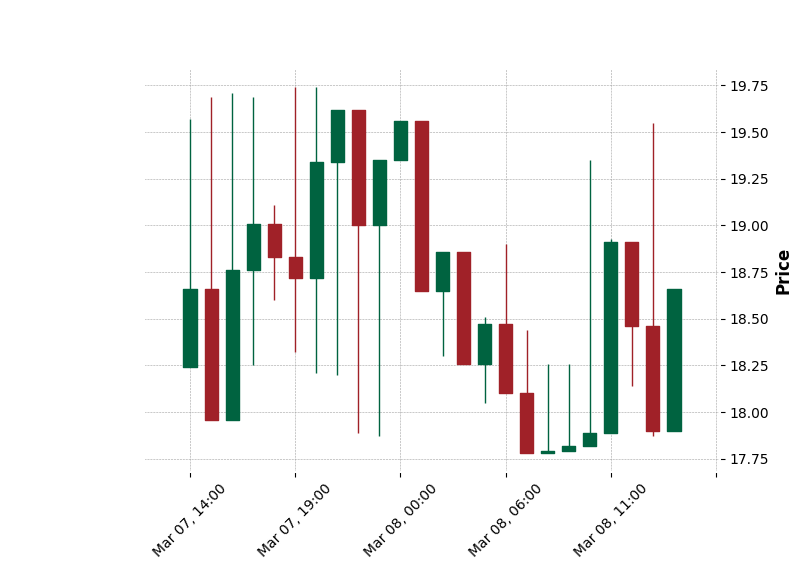 19.75
19.50
19.25
19.00
18.75
18.50
18.25
18.00
17.75
Price
Mar 07, 14:00
Mar 07, 19:00
Mar 08, 00:00
Mar 08, 06:00
Mar 08, 11:00